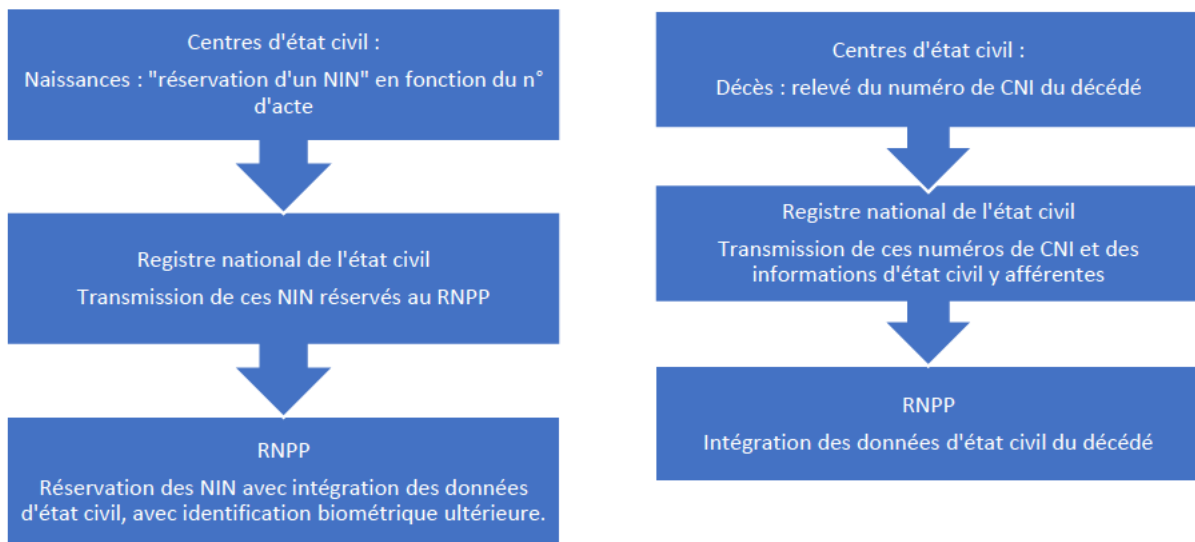 Centres d'état civil :
Naissances : "réservation d'un NIN" en fonction du n°
d'acte
Registre national de l'état civil
Transmission de ces NIN réservés au RNPP
RNPP
Réservation des NIN avec intégration des données
d'état civil, avec identification biométrique ultérieure.
Centres d'état civil :
Décès : relevé du numéro de CNI du décédé
Registre national de l'état civil
Transmission de ces numéros de CNI et des
informations d'état civil y afférentes
RNPP
Intégration des données d'état civil du décédé